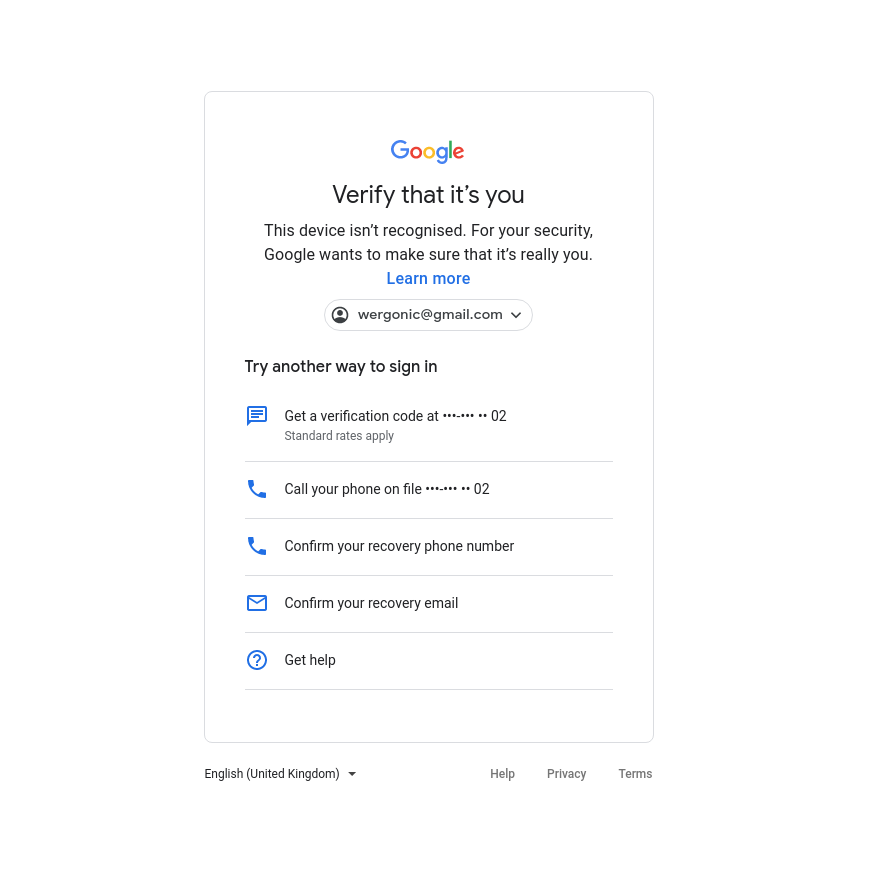 Google
Verify that it’s you
This device isn’t recognised. For your security,
Google wants to make sure that it’s really you.
Learn more
wergonic@gmail.com
Try another way to sign in
Get a verification code at •••-••• •• 02
Standard rates apply
Call your phone on file •••-••• •• 02
Confirm your recovery phone number
Confirm your recovery email
Get help
English (United Kingdom)
Help Privacy Terms